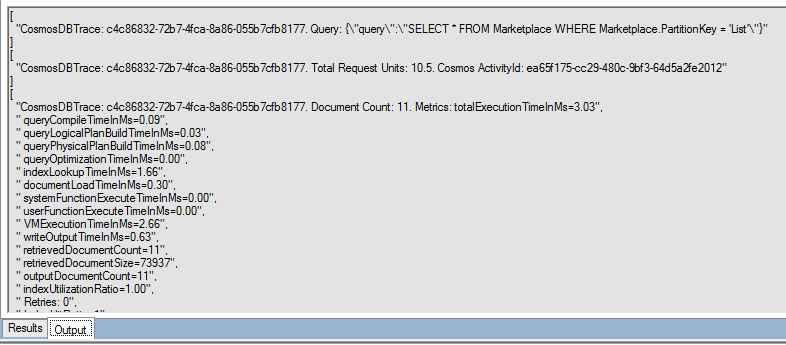 [
"CosmosDBTrace: c4c86832-72b7-4fca-8a86-055b7cfb8177. Query: {\"query\":\"SELECT * FROM Marketplace WHERE Marketplace.PartitionKey = 'List'\"}"
]
[
"CosmosDBTrace: c4c86832-72b7-4fca-8a86-055b7cfb8177. Total Request Units: 10.5. Cosmos ActivityId: ea65f175-cc29-480c-9bf3-64d5a2fe2012"
]
[
"CosmosDBTrace: c4c86832-72b7-4fca-8a86-055b7cfb8177. Document Count: 11. Metrics: totalExecutionTimeInMs=3.03",
" queryCompileTimeInMs=0.09",
" queryLogicalPlanBuildTimeInMs=0.03",
" queryPhysicalPlanBuildTimeInMs=0.08",
" queryOptimizationTimeInMs=0.00",
" indexLookupTimeInMs=1.66",
" documentLoadTimeInMs=0.30",
" systemFunctionExecuteTimeInMs=0.00",
" userFunctionExecuteTimeInMs=0.00",
" VMExecutionTimeInMs=2.66",
" writeOutputTimeInMs=0.63",
" retrievedDocumentCount=11",
" retrievedDocumentSize=73937",
" outputDocumentCount=11",
" indexUtilizationRatio=1.00",
" Retries: 0",
Results Output